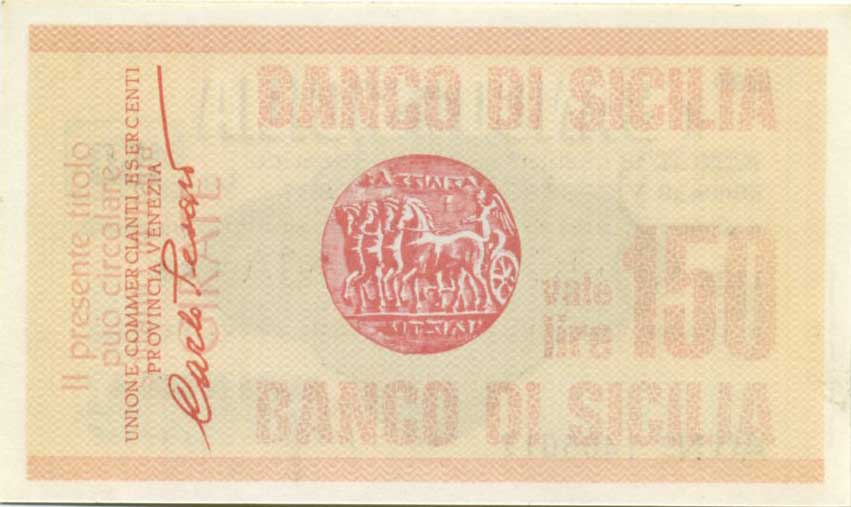 BANCO DI SICILIA
Il presente titolo
può circolare
GIRATE
UNIONE COMMERCIANTI ESERCENTI
PROVINCIA VENEZIA
vale
lire 150
BANCO DI SICILIA